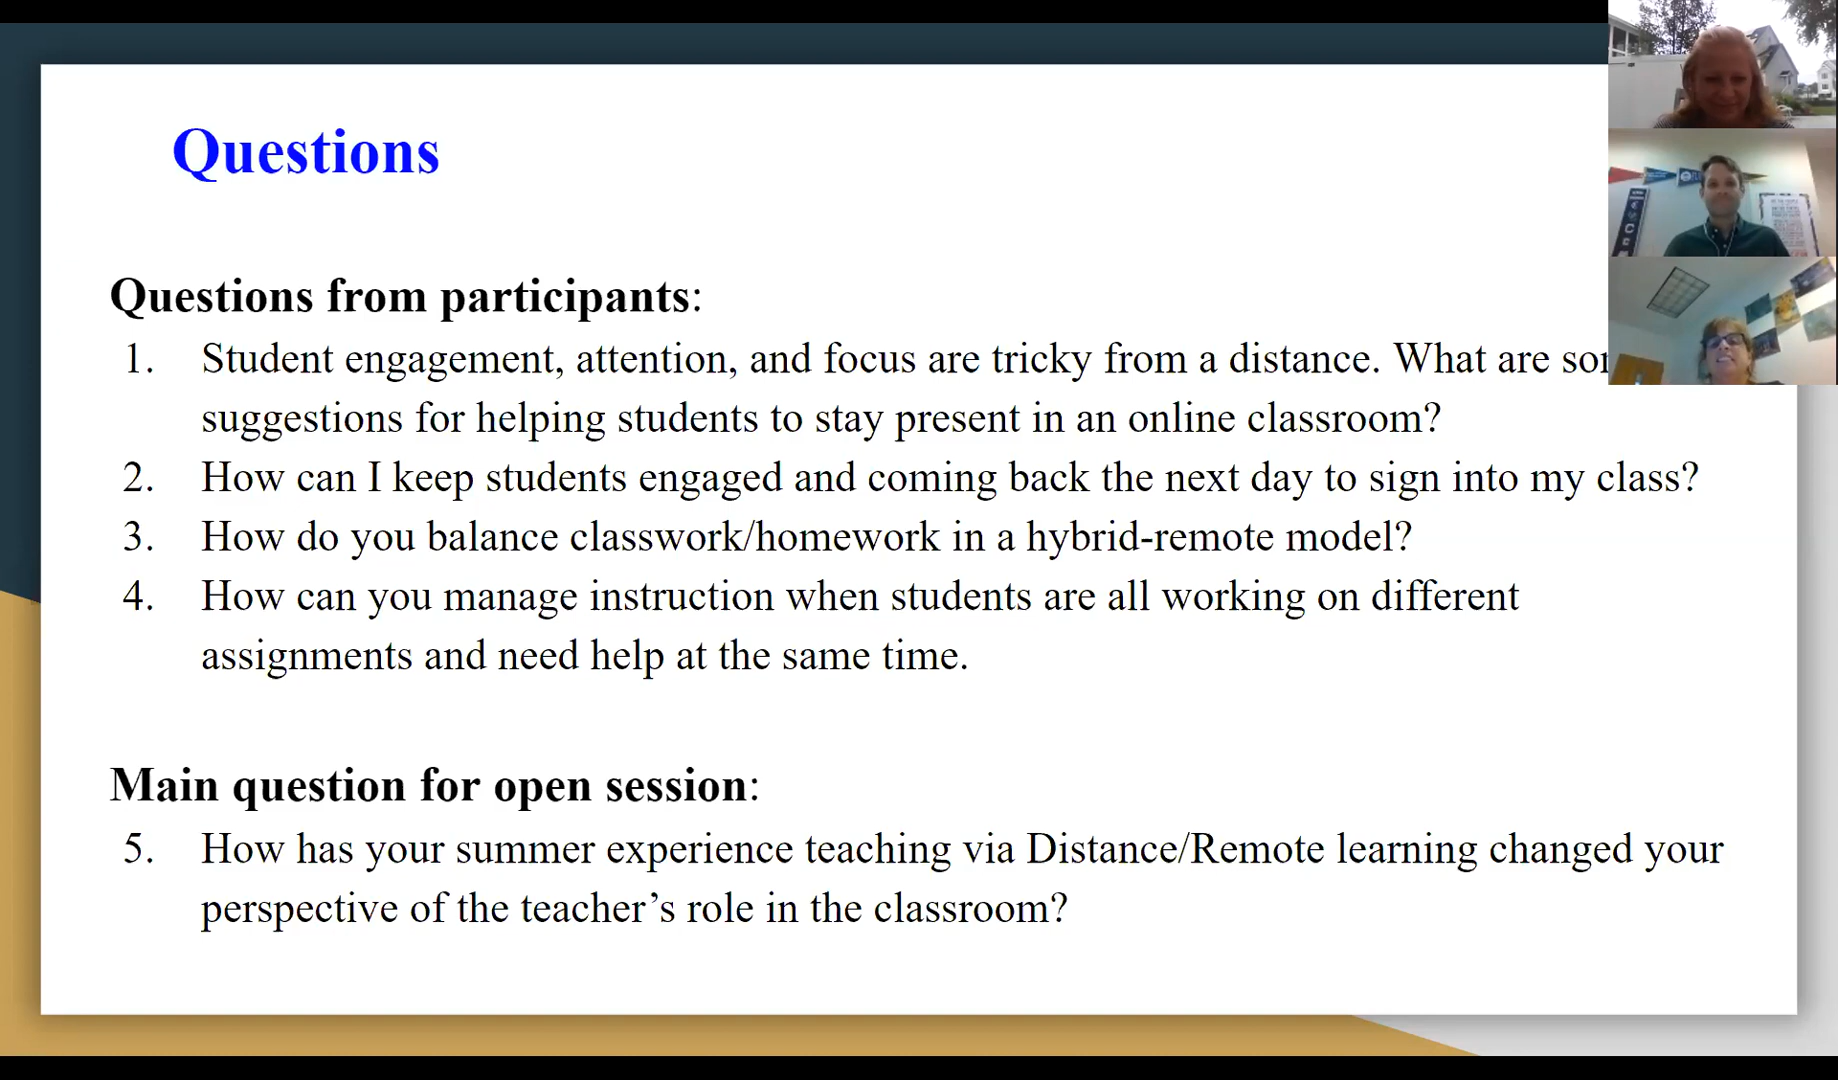 Questions
Questions from participants:
1. Student engagement, attention, and focus are tricky from a distance. What are
suggestions for helping students to stay present in an online classroom?
2. How can I keep students engaged and coming back the next day to sign into my class?
3. How do you balance classwork/homework in a hybrid-remote model?
4. How can you manage instruction when students are all working on different
assignments and need help at the same time.
Main question for open session:
5. How has your summer experience teaching via Distance/Remote learning changed your
perspective of the teacher’s role in the classroom?